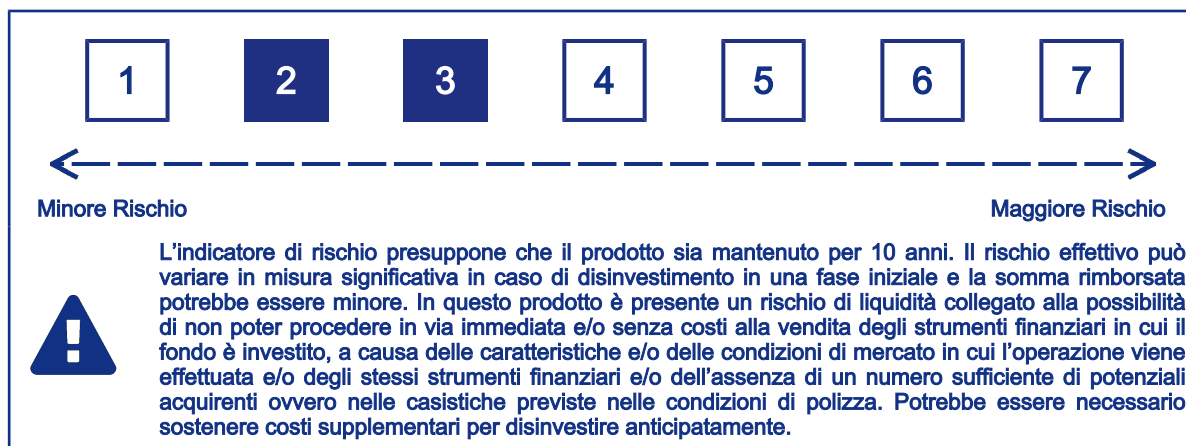 1 2 3 4 5 6 7
Minore Rischio Maggiore Rischio
L'indicatore di rischio presuppone che il prodotto sia mantenuto per 10 anni. Il rischio effettivo può
variare in misura significativa in caso di disinvestimento in una fase iniziale e la somma rimborsata
potrebbe essere minore. In questo prodotto è presente un rischio di liquidità collegato alla possibilità
di non poter procedere in via immediata e/o senza costi alla vendita degli strumenti finanziari in cui il
fondo è investito, a causa delle caratteristiche e/o delle condizioni di mercato in cui l'operazione viene
effettuata e/o degli stessi strumenti finanziari e/o dell'assenza di un numero sufficiente di potenziali
acquirenti ovvero nelle casistiche previste nelle condizioni di polizza. Potrebbe essere necessario
sostenere costi supplementari per disinvestire anticipatamente.